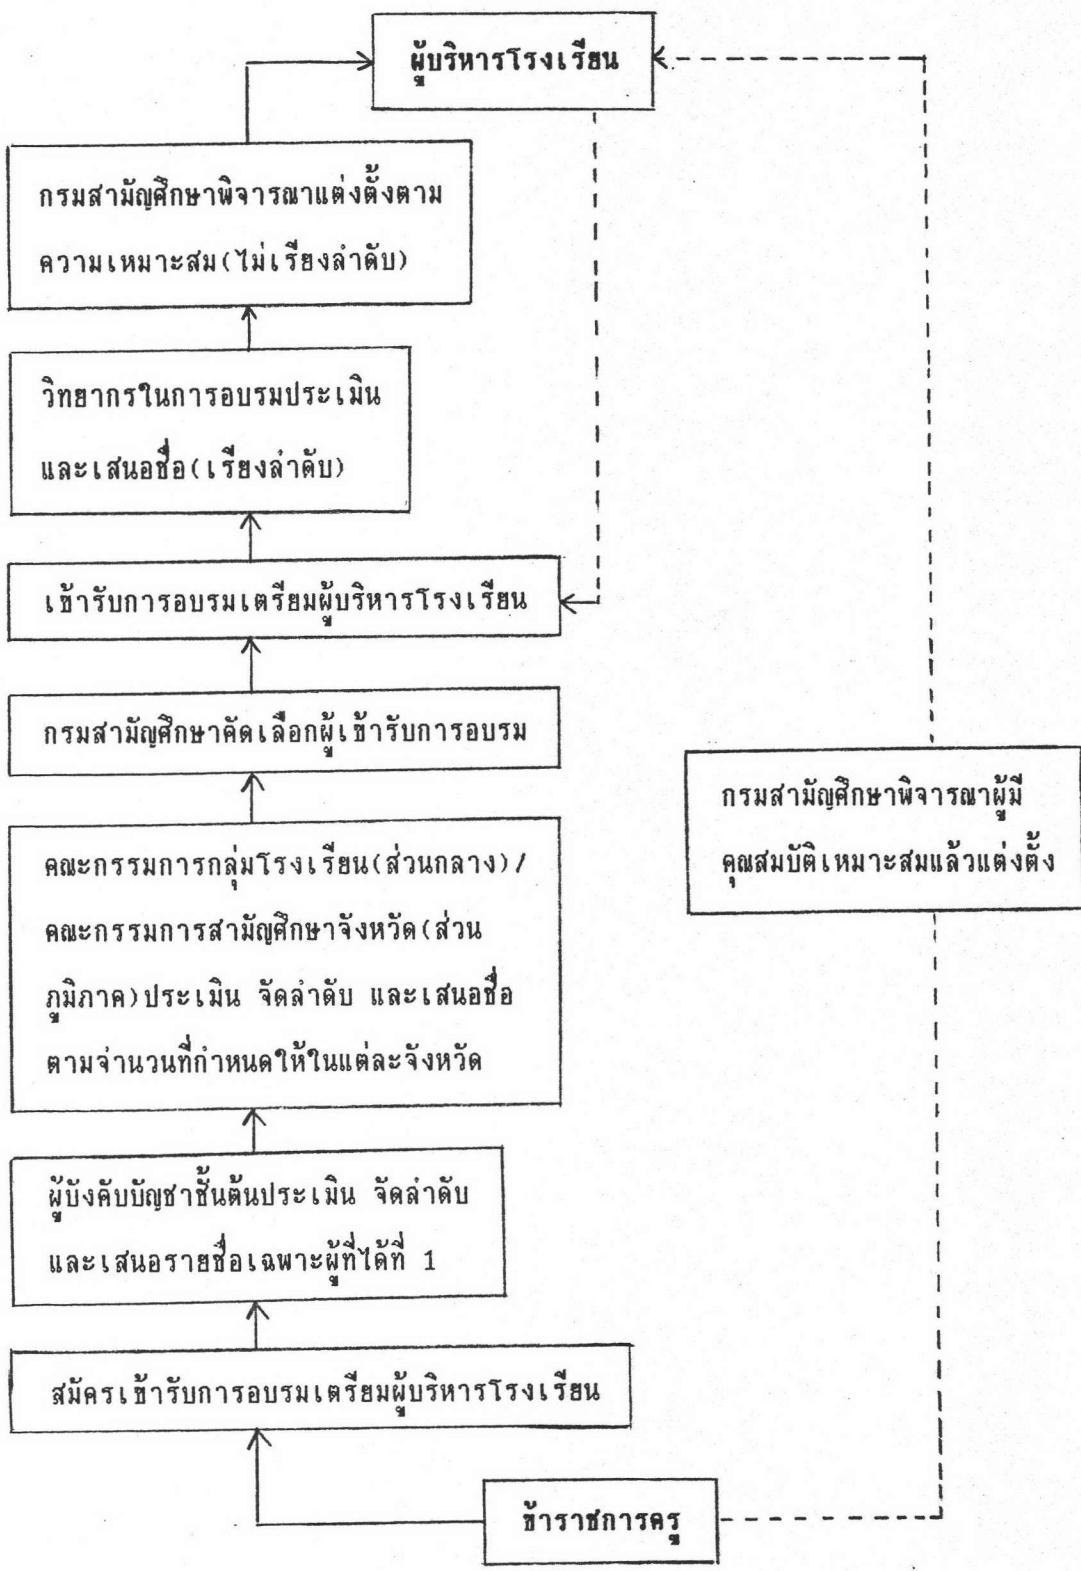 ผู้บริหารโรงเรียน
กรมสามัญศึกษาพิจารณาแต่งตั้งตาม
ความเหมาะสม(ไม่เรียงลำดับ)
วิทยากรในการอบรมประเมิน
และเสนอชื่อ(เรียงลำดับ)
เข้ารับการอบรมเตรียมผู้บริหารโรงเรียน
กรมสามัญศึกษาคัดเลือกผู้เข้ารับการอบรม
กรมสามัญศึกษาพิจารณาผู้มี
คุณสมบัติเหมาะสมแล้วแต่งตั้ง
คณะกรรมการกลุ่มโรงเรียน(ส่วนกลาง)/
คณะกรรมการสามัญศึกษาจังหวัด(ส่วน
ภูมิภาค)ประเมิน จัดลำดับ และเสนอชื่อ
ตามจำนวนที่กำหนดให้ในแต่ละจังหวัด
ผู้บังคับบัญชาชั้นต้นประเมิน จัดลำดับ
และเสนอรายชื่อเฉพาะผู้ที่ได้ที่ 1
สมัครเข้ารับการอบรมเตรียมผู้บริหารโรงเรียน
ข้าราชการครู